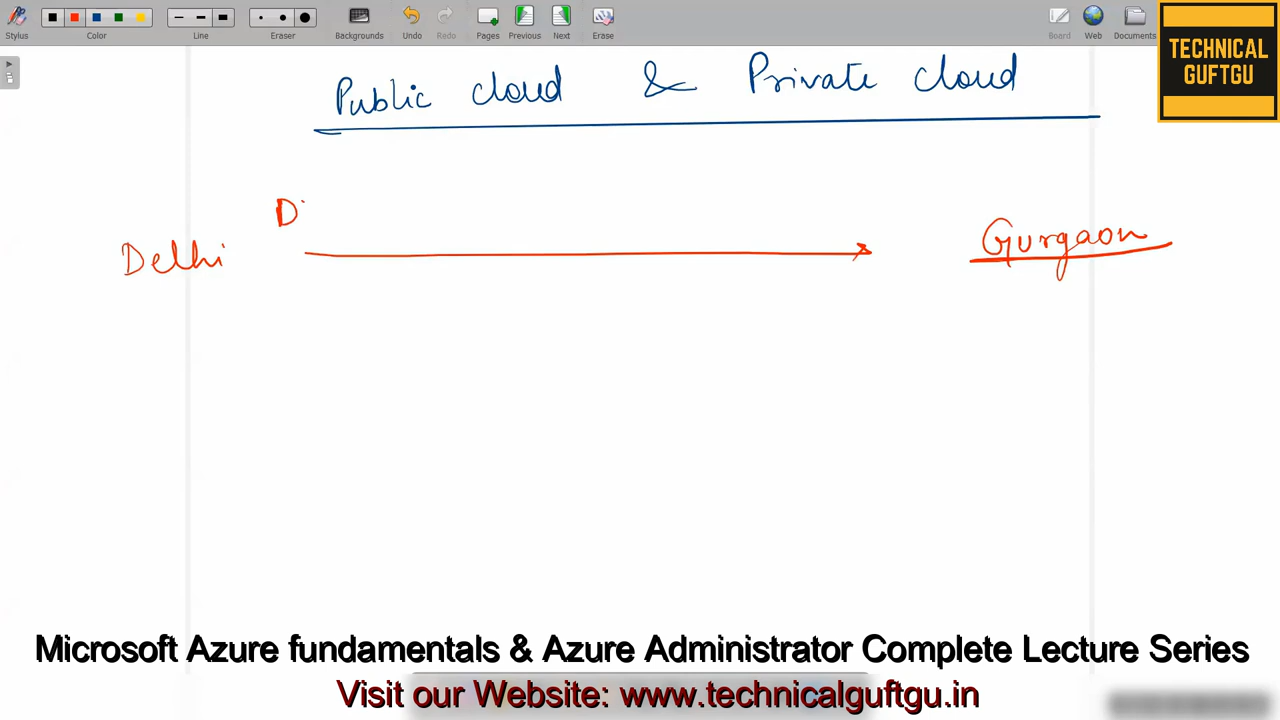 Stylus Color Line Eraser Backgrounds Undo Redo Pages Previous Next Erase Board Web Documents
TECHNICAL
GUFTGU
Public cloud & Private cloud
D
Delhi
Gurgaon
Microsoft Azure fundamentals & Azure Administrator Complete Lecture Series
Visit our Website: www.technicalguftgu.in